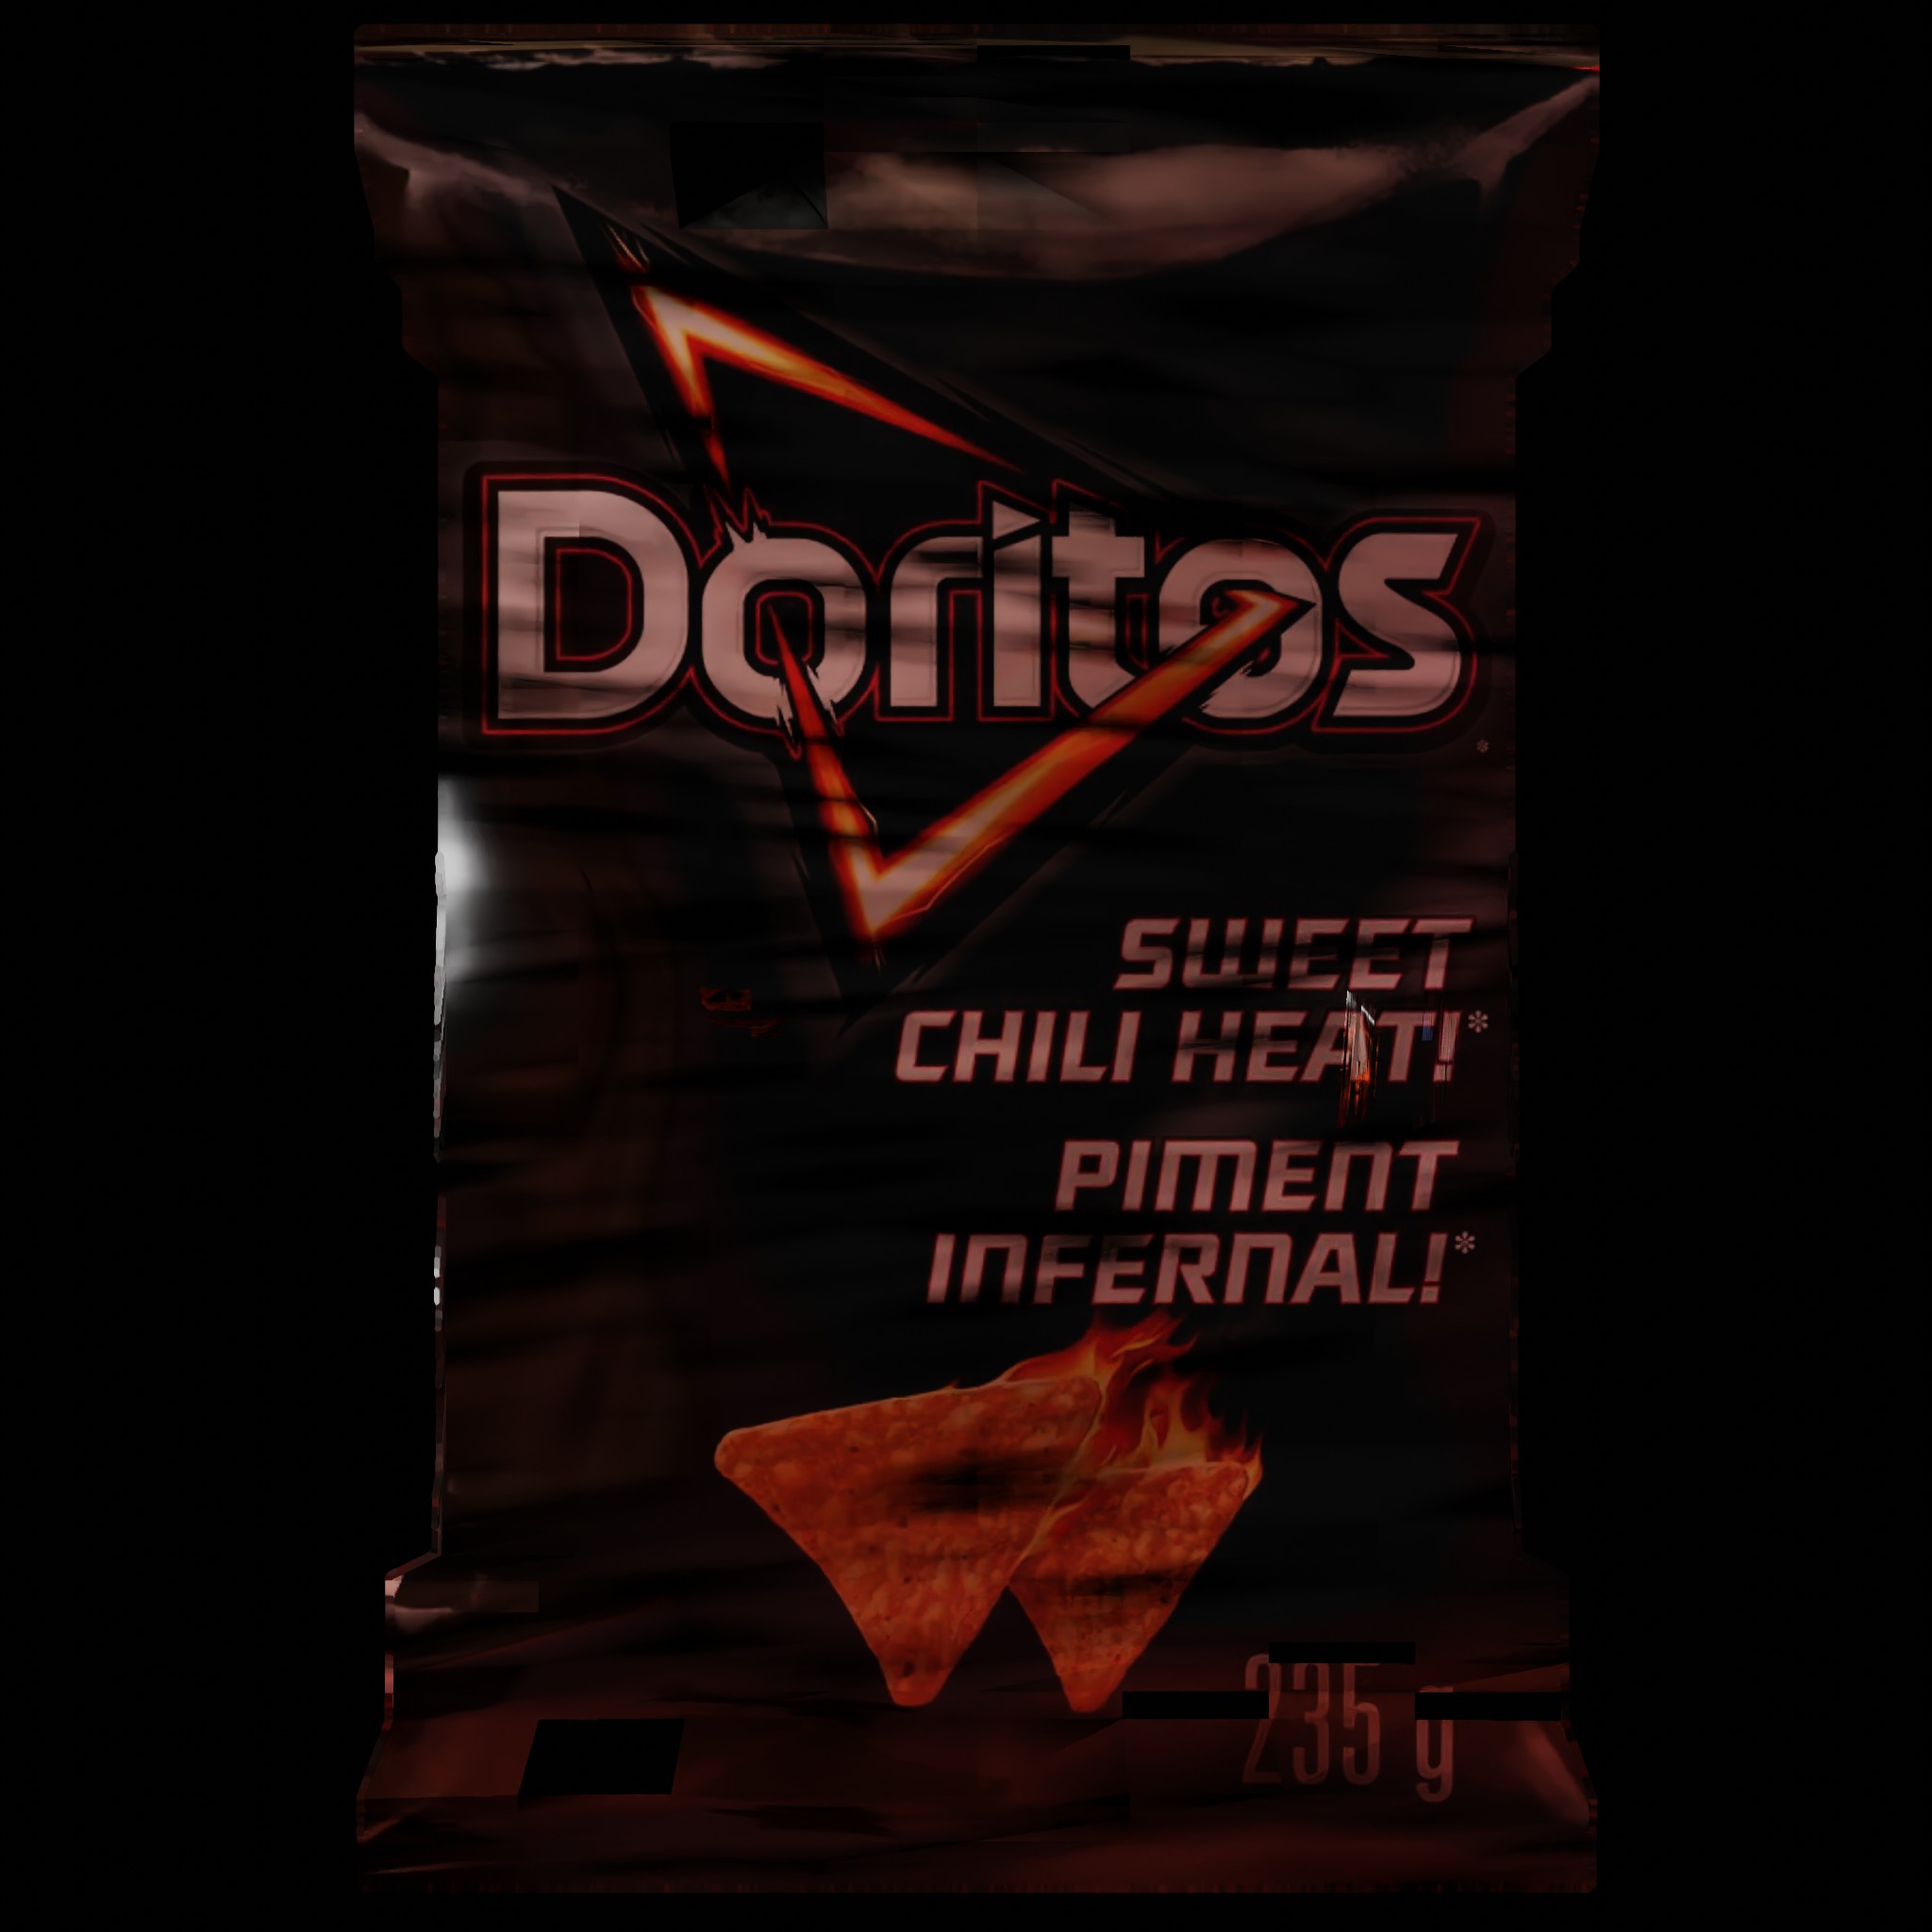 Doritos*
SWEET
CHILI HEAT!*
PIMENT
INFERNAL!*
235 g